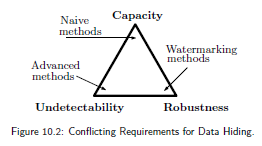 Capacity
Naive
methods
Watermarking
methods
Advanced
methods
Undetectability
Robustness
Figure 10.2: Conflicting Requirements for Data Hiding.